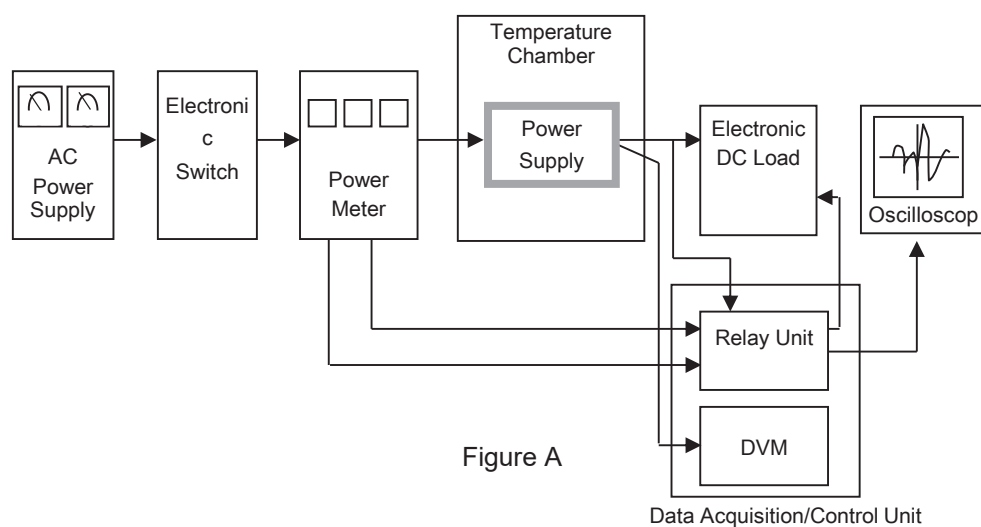 Temperature
Chamber
AC
Power
Supply
Electroni
c
Switch
Power
Meter
Power
Supply
Electronic
DC Load
Oscilloscop
Relay Unit
DVM
Figure A
Data Acquisition/Control Unit